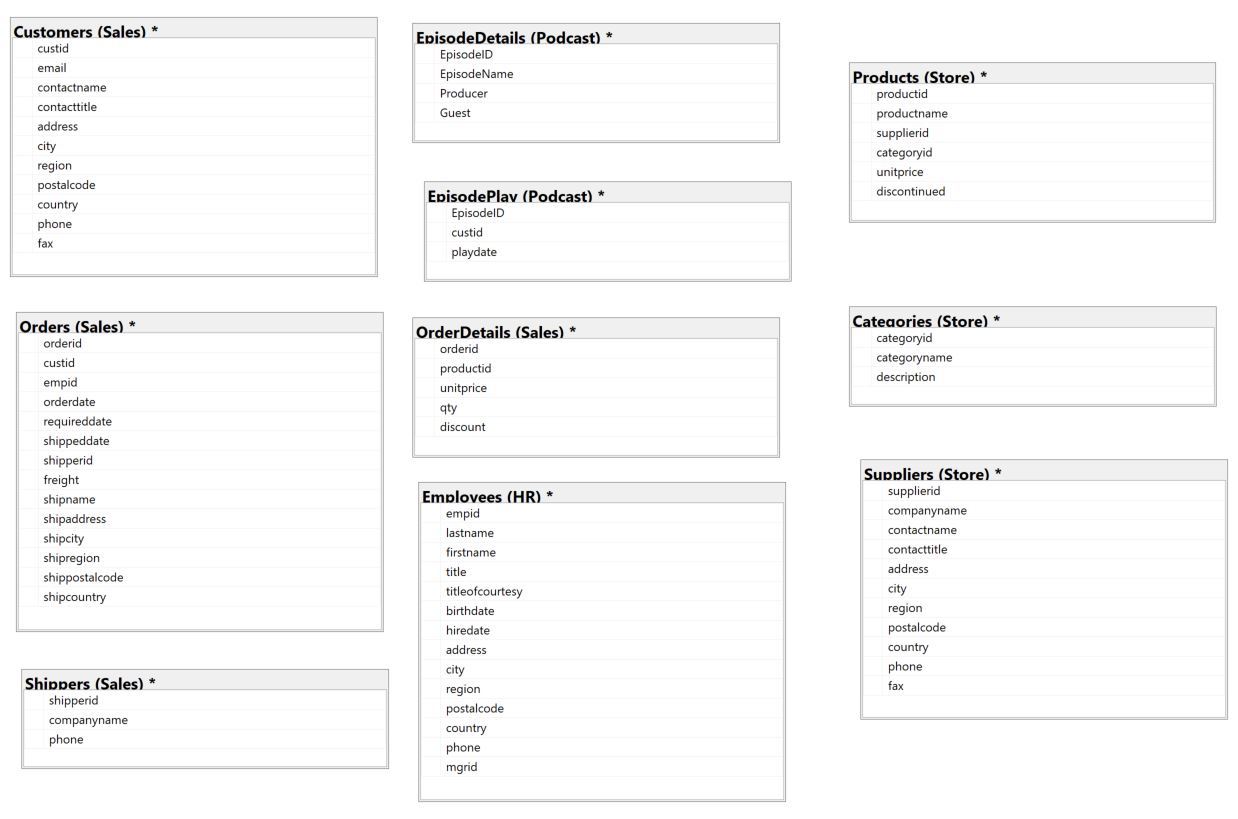 Customers (Sales) *
custid
email
contactname
contacttitle
address
city
region
postalcode
country
phone
fax
Orders (Sales) *
orderid
custid
empid
orderdate
requireddate
shippeddate
shipperid
freight
shipname
shipaddress
shipcity
shipregion
shippostalcode
shipcountry
Shippers (Sales) *
shipperid
companyname
phone
EpisodeDetails (Podcast) *
EpisodeID
EpisodeName
Producer
Guest
EpisodePlay (Podcast) *
EpisodeID
custid
playdate
OrderDetails (Sales) *
orderid
productid
unitprice
qty
discount
Employees (HR) *
empid
lastname
firstname
title
titleofcourtesy
birthdate
hiredate
address
city
region
postalcode
country
phone
mgrid
Products (Store) *
productid
productname
supplierid
categoryid
unitprice
discontinued
Categories (Store) *
categoryid
categoryname
description
Suppliers (Store) *
supplierid
companyname
contactname
contacttitle
address
city
region
postalcode
country
phone
fax